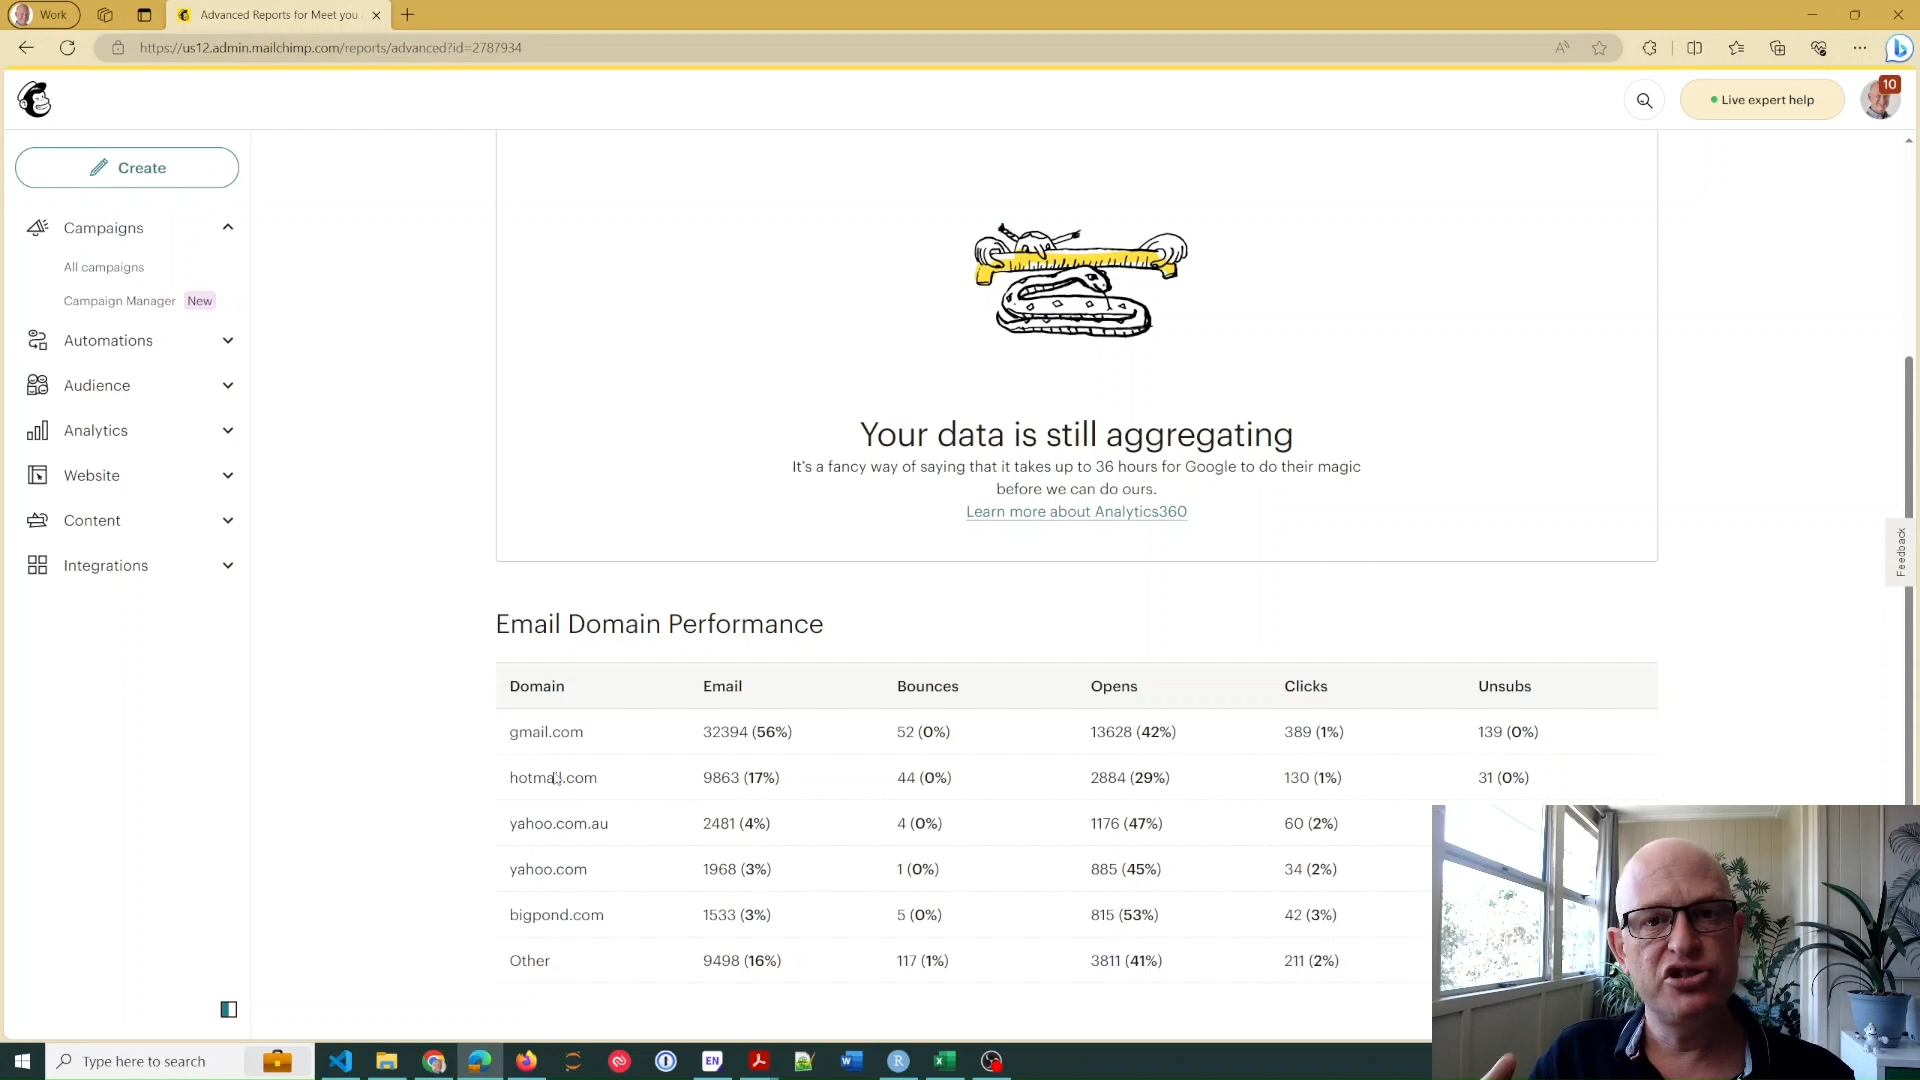 Work
Advanced Reports for Meet you
https://us12.admin.mailchimp.com/reports/advanced?id=2787934
Live expert help
10
Create
Campaigns
All campaigns
Campaign Manager New
Automations
Audience
Analytics
Website
Content
Integrations
Your data is still aggregating
It's a fancy way of saying that it takes up to 36 hours for Google to do their magic
before we can do ours.
Learn more about Analytics360
Feedback
Email Domain Performance
Domain Email Bounces Opens Clicks Unsubs
gmail.com 32394 (56%) 52 (0%) 13628 (42%) 389 (1%) 139 (0%)
hotmail.com 9863 (17%) 44 (0%) 2884 (29%) 130 (1%) 31 (0%)
yahoo.com.au 2481 (4%) 4 (0%) 1176 (47%) 60 (2%)
yahoo.com 1968 (3%) 1 (0%) 885 (45%) 34 (2%)
bigpond.com 1533 (3%) 5 (0%) 815 (53%) 42 (3%)
Other 9498 (16%) 117 (1%) 3811 (41%) 211 (2%)
Type here to search
EN